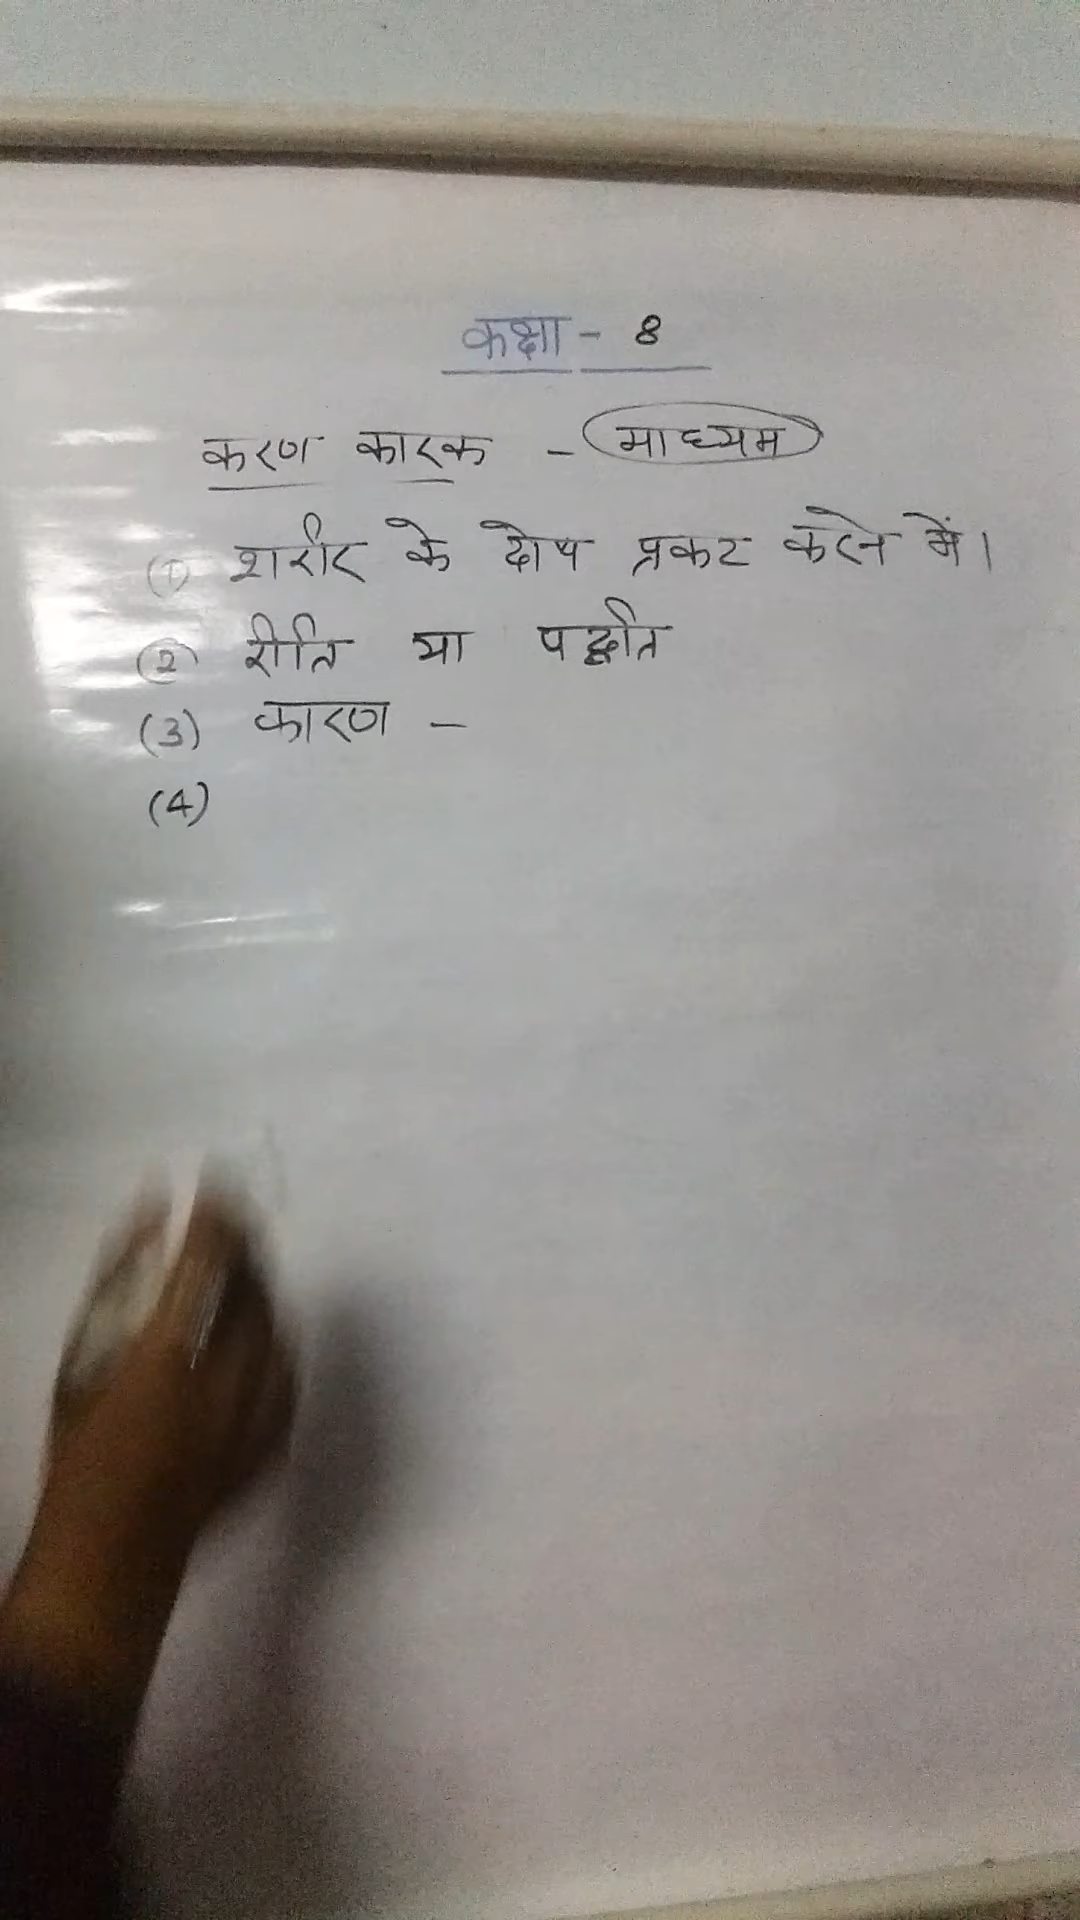 कक्षा - 8
करण कारक - माध्यम
(1) शरीर के दोष प्रकट करने में।
(2) रीति या पद्धति
(3) कारण -
(4)